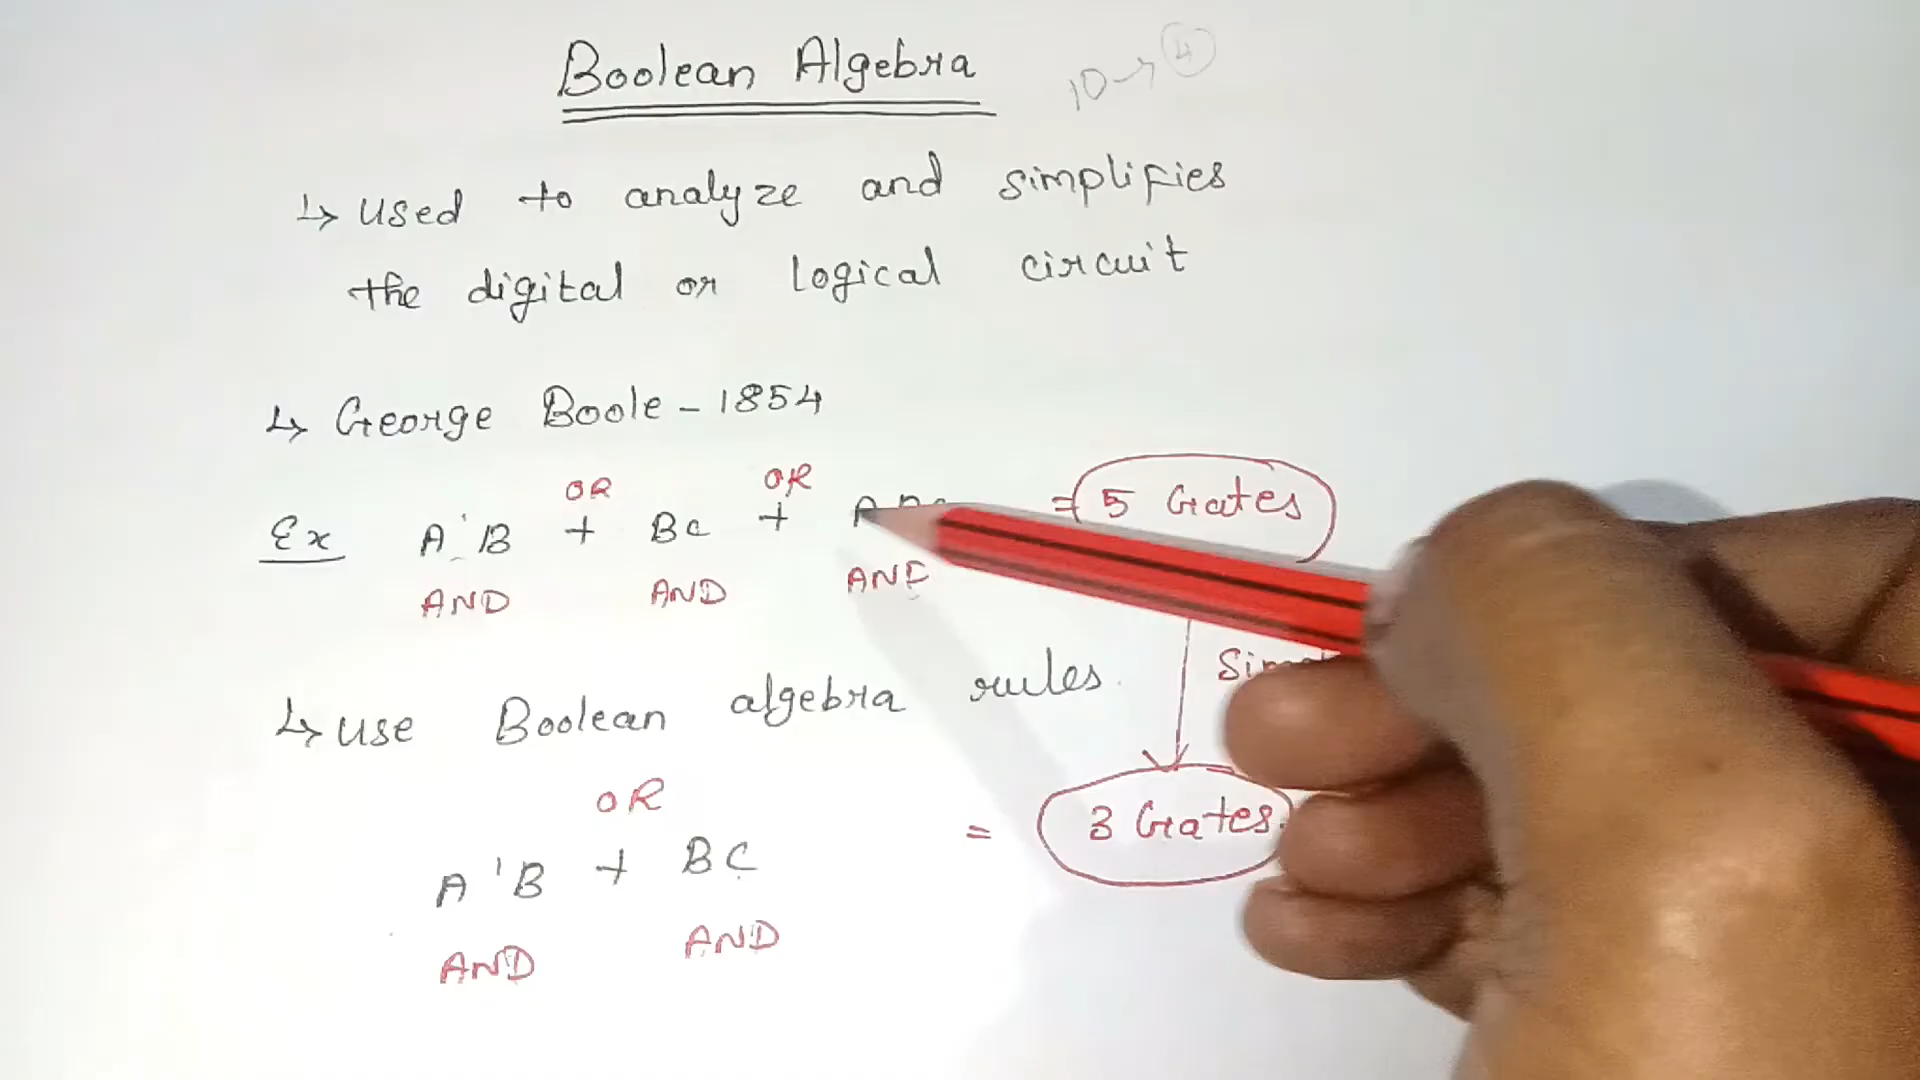 Boolean Algebra
10 → 4
↳ used to analyze and simplifies
the digital or logical circuit
↳ George Boole - 1854
OR OR
Ex A'B + BC + = 5 Gates
AND AND AND
↳ use Boolean algebra rules.
OR
A'B + BC = 3 Gates.
AND AND